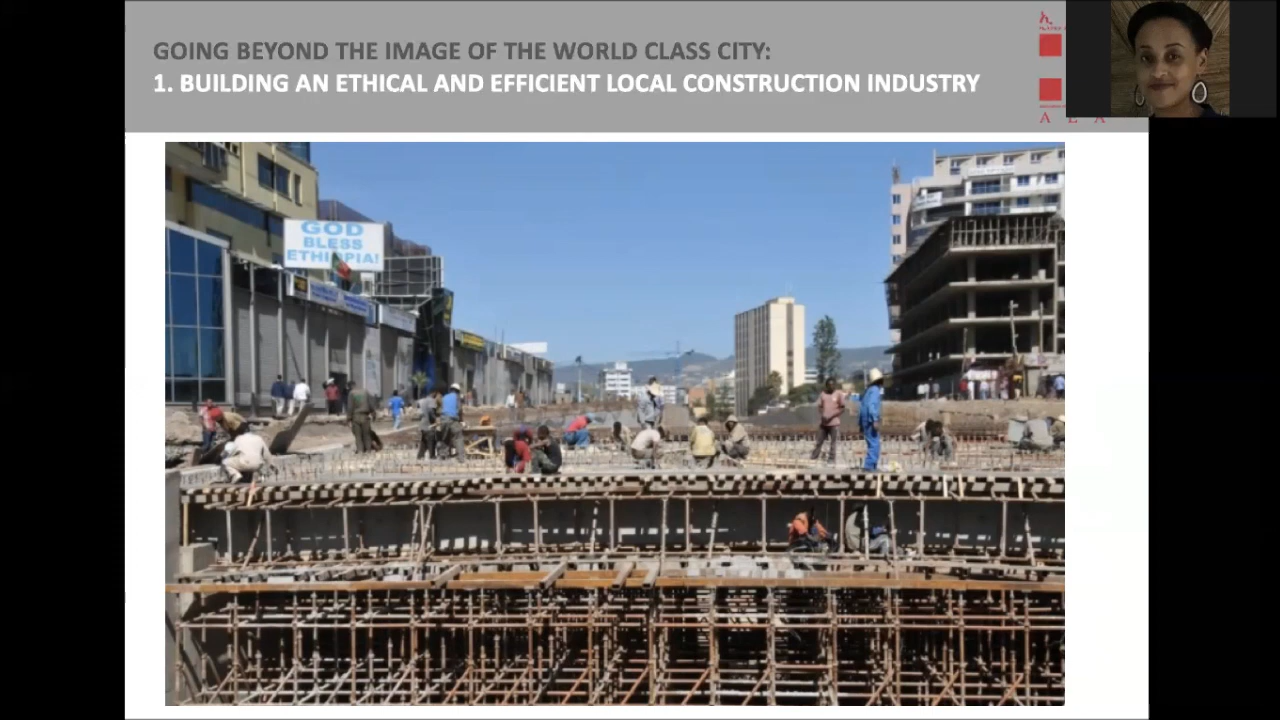 GOING BEYOND THE IMAGE OF THE WORLD CLASS CITY:
1. BUILDING AN ETHICAL AND EFFICIENT LOCAL CONSTRUCTION INDUSTRY
A E A
GOD
BLESS
ETHIOPIA!